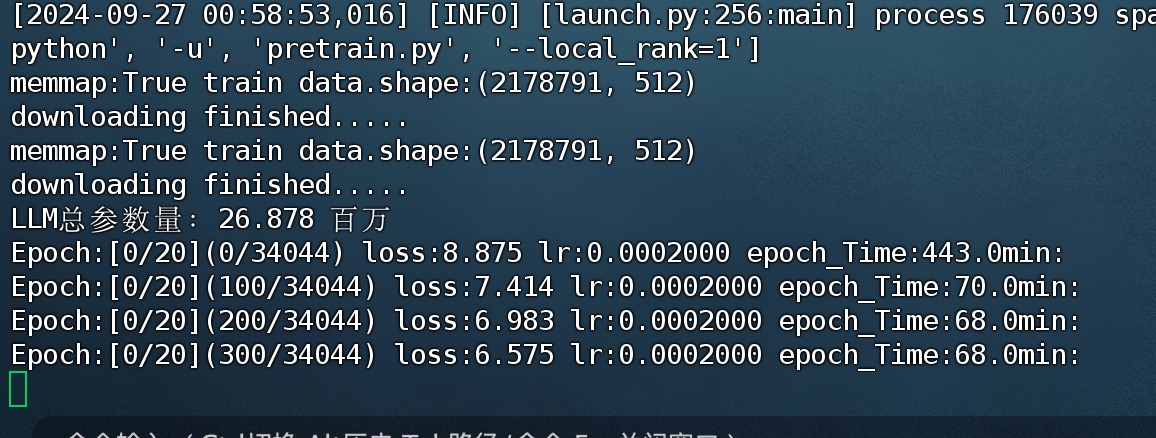 [2024-09-27 00:58:53,016] [INFO] [launch.py:256:main] process 176039 spa
python', '-u', 'pretrain.py', '--local_rank=1']
memmap:True train data.shape:(2178791, 512)
downloading finished.....
memmap:True train data.shape:(2178791, 512)
downloading finished.....
LLM总参数量：26.878 百万
Epoch:[0/20](0/34044) loss:8.875 lr:0.0002000 epoch_Time:443.0min:
Epoch:[0/20](100/34044) loss:7.414 lr:0.0002000 epoch_Time:70.0min:
Epoch:[0/20](200/34044) loss:6.983 lr:0.0002000 epoch_Time:68.0min:
Epoch:[0/20](300/34044) loss:6.575 lr:0.0002000 epoch_Time:68.0min: